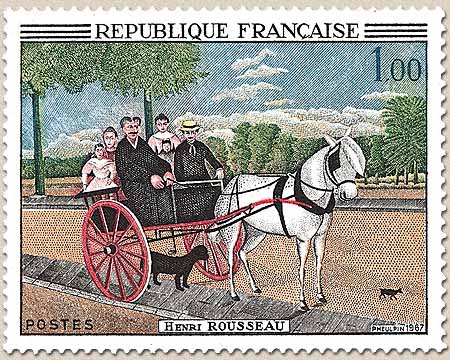 REPUBLIQUE FRANÇAISE
1.00
POSTES
HENRI ROUSSEAU
PHEULPIN 1967